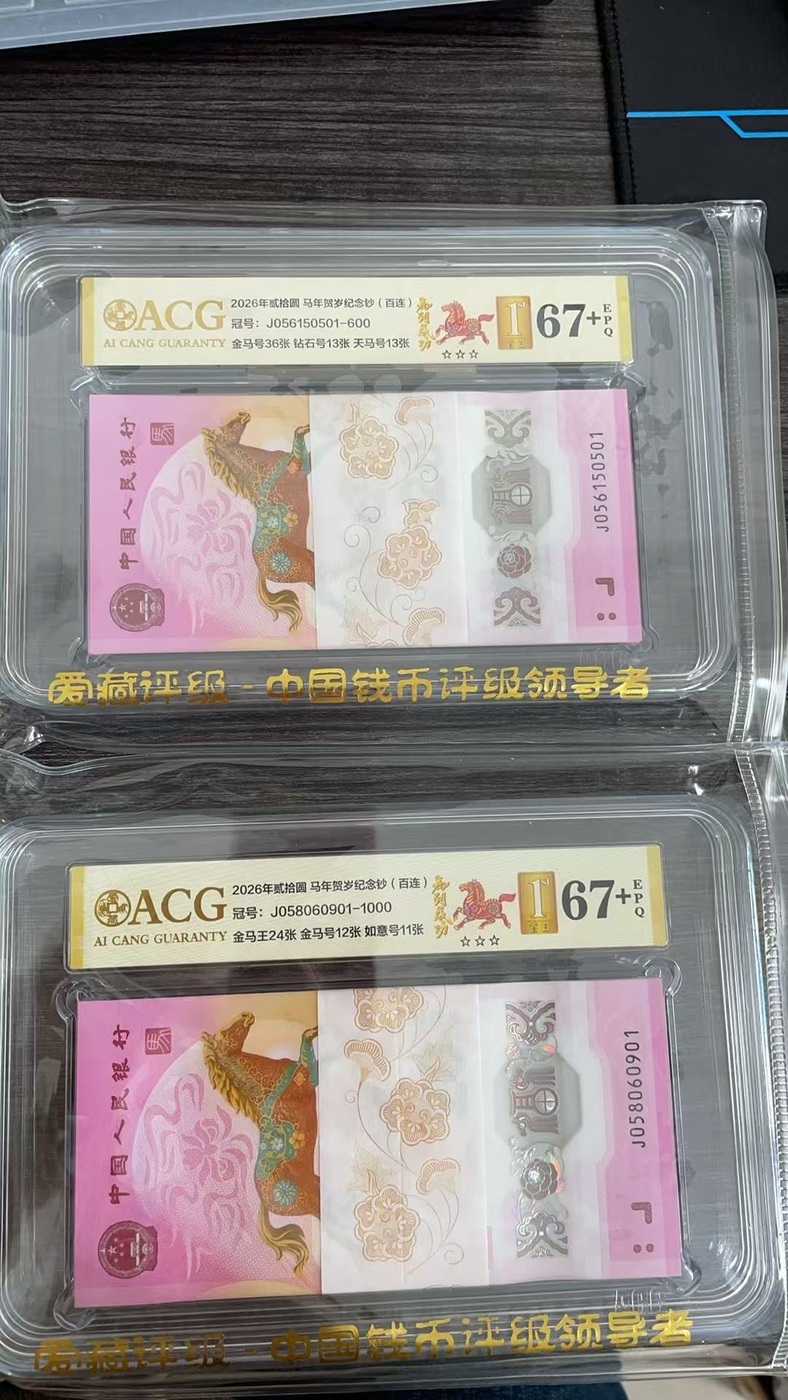 ACG
AI CANG GUARANTY
2026年贰拾圆 马年贺岁纪念钞（百连）
冠号：J056150501-600
金马号36张 钻石号13张 天马号13张
马到成功
☆☆☆
1st
67+
EPQ
中国人民银行
馬
J056150501
爱藏评级-中国钱币评级领导者
ACG
AI CANG GUARANTY
2026年贰拾圆 马年贺岁纪念钞（百连）
冠号：J058060901-1000
金马王24张 金马号12张 如意号11张
马到成功
☆☆☆
1st
67+
EPQ
中国人民银行
馬
J058060901
ACG
爱藏评级-中国钱币评级领导者